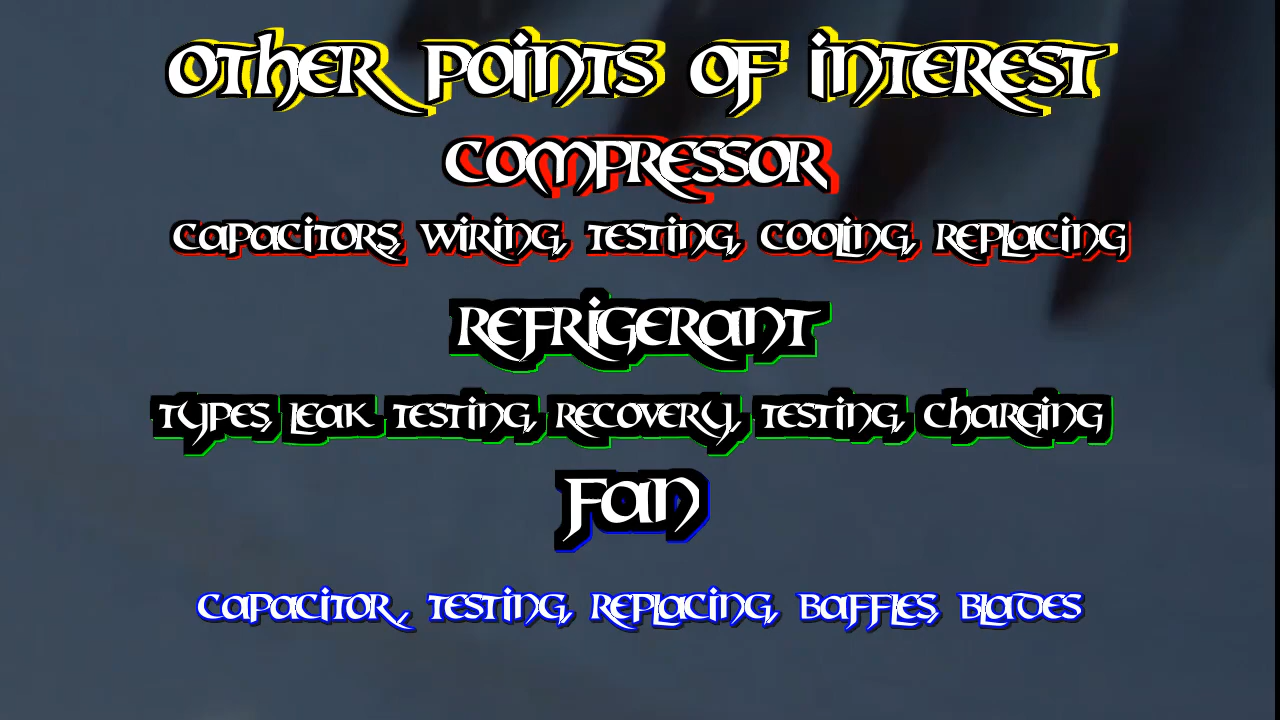 OTHER POINTS OF INTEREST
COMPRESSOR
CAPACITORS, WIRING, TESTING, COOLING, REPLACING
REFRIGERANT
TYPES, LEAK TESTING, RECOVERY, TESTING, CHARGING
FAN
CAPACITOR, TESTING, REPLACING, BAFFLES, BLADES